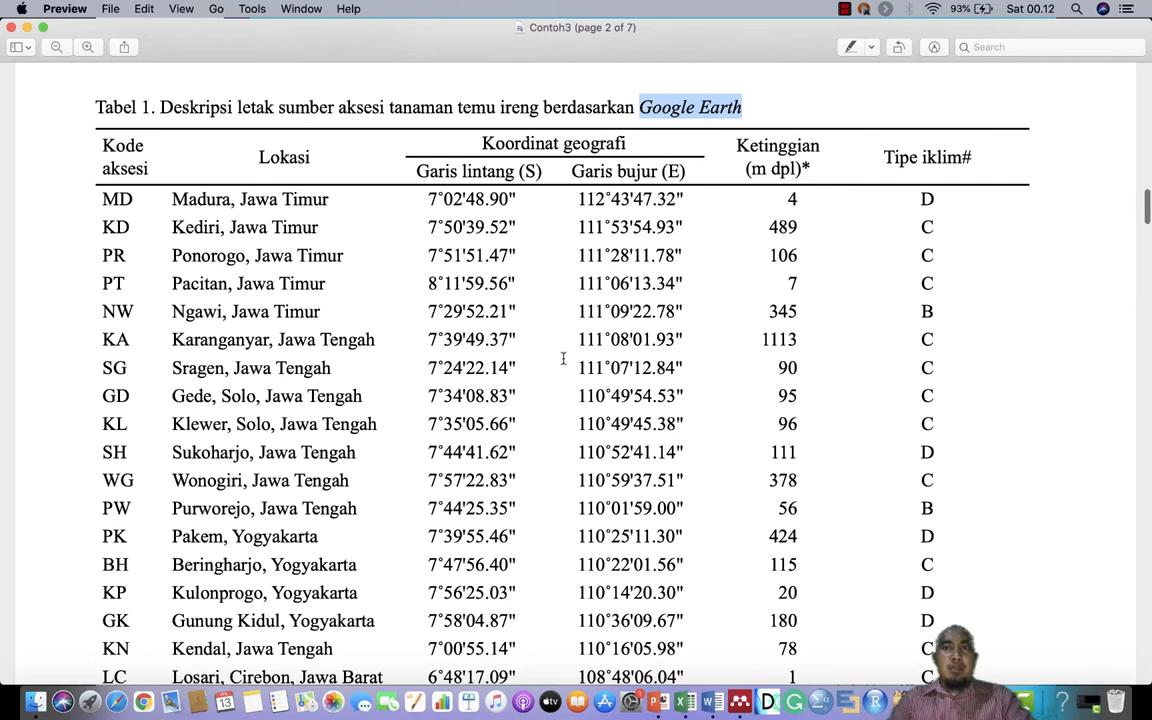 Preview File Edit View Go Tools Window Help 93% Sat 00.12
Contoh3 (page 2 of 7)
Search
Tabel 1. Deskripsi letak sumber aksesi tanaman temu ireng berdasarkan Google Earth
Kode aksesi Lokasi Koordinat geografi Ketinggian (m dpl)* Tipe iklim#
Garis lintang (S) Garis bujur (E)
MD Madura, Jawa Timur 7˚02'48.90" 112˚43'47.32" 4 D
KD Kediri, Jawa Timur 7˚50'39.52" 111˚53'54.93" 489 C
PR Ponorogo, Jawa Timur 7˚51'51.47" 111˚28'11.78" 106 C
PT Pacitan, Jawa Timur 8˚11'59.56" 111˚06'13.34" 7 C
NW Ngawi, Jawa Timur 7˚29'52.21" 111˚09'22.78" 345 B
KA Karanganyar, Jawa Tengah 7˚39'49.37" 111˚08'01.93" 1113 C
SG Sragen, Jawa Tengah 7˚24'22.14" 111˚07'12.84" 90 C
GD Gede, Solo, Jawa Tengah 7˚34'08.83" 110˚49'54.53" 95 C
KL Klewer, Solo, Jawa Tengah 7˚35'05.66" 110˚49'45.38" 96 C
SH Sukoharjo, Jawa Tengah 7˚44'41.62" 110˚52'41.14" 111 D
WG Wonogiri, Jawa Tengah 7˚57'22.83" 110˚59'37.51" 378 C
PW Purworejo, Jawa Tengah 7˚44'25.35" 110˚01'59.00" 56 B
PK Pakem, Yogyakarta 7˚39'55.46" 110˚25'11.30" 424 D
BH Beringharjo, Yogyakarta 7˚47'56.40" 110˚22'01.56" 115 C
KP Kulonprogo, Yogyakarta 7˚56'25.03" 110˚14'20.30" 20 D
GK Gunung Kidul, Yogyakarta 7˚58'04.87" 110˚36'09.67" 180 D
KN Kendal, Jawa Tengah 7˚00'55.14" 110˚16'05.98" 78 C
LC Losari, Cirebon, Jawa Barat 6˚48'17.09" 108˚48'06.04" 1